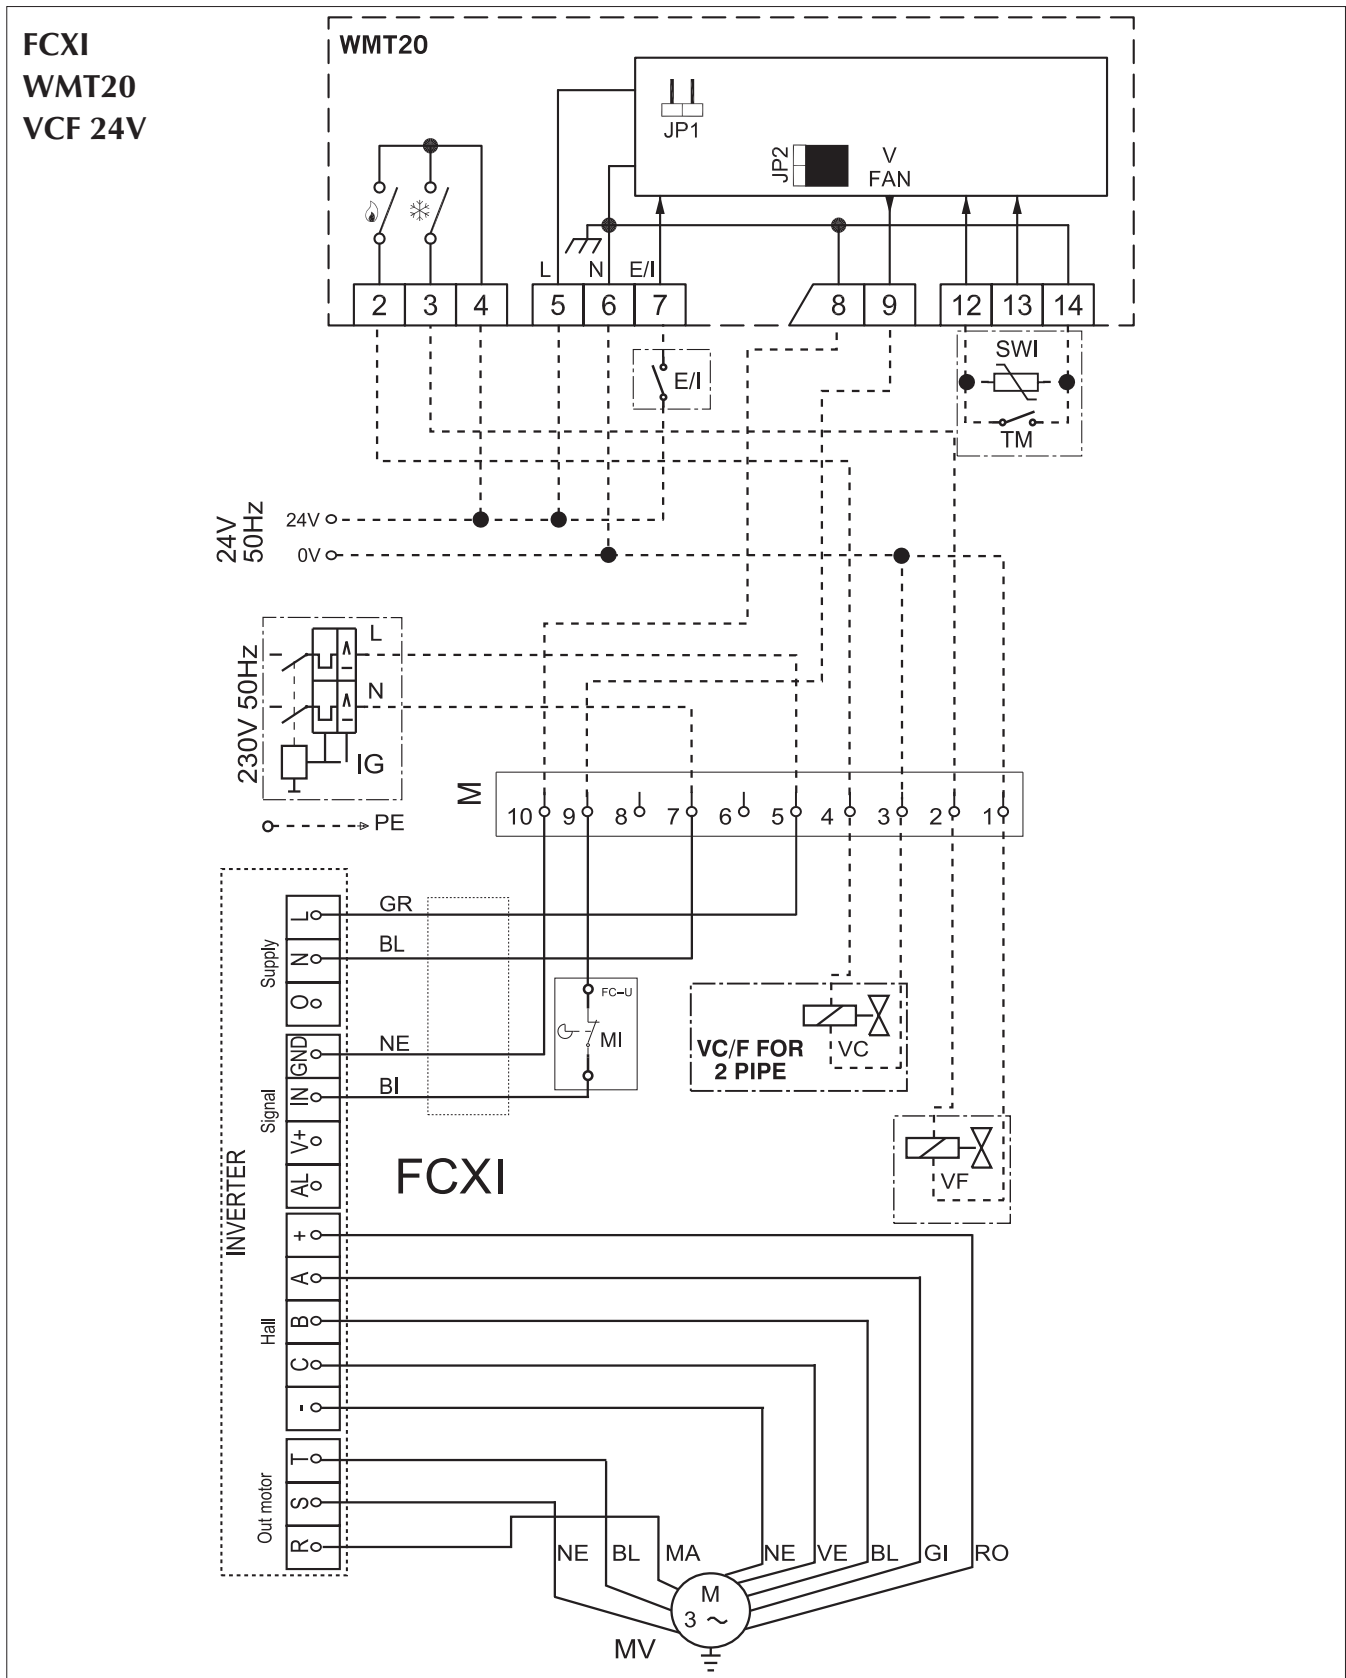 FCXI
WMT20
VCF 24V
WMT20
JP1
JP2
V
FAN
L N E/I
2 3 4 5 6 7 8 9 12 13 14
E/I
SWI
TM
24V
50Hz
24V
0V
230V 50Hz
L
N
IG
PE
M
10 9 8 7 6 5 4 3 2 1
INVERTER
Supply
L
N
O
Signal
GND
IN
V+
AL
Hall
+
A
B
C
-
Out motor
T
S
R
GR
BL
NE
BI
FC-U
MI
VC/F FOR
2 PIPE
VC
VF
FCXI
NE BL MA NE VE BL GI RO
M
3 ~
MV